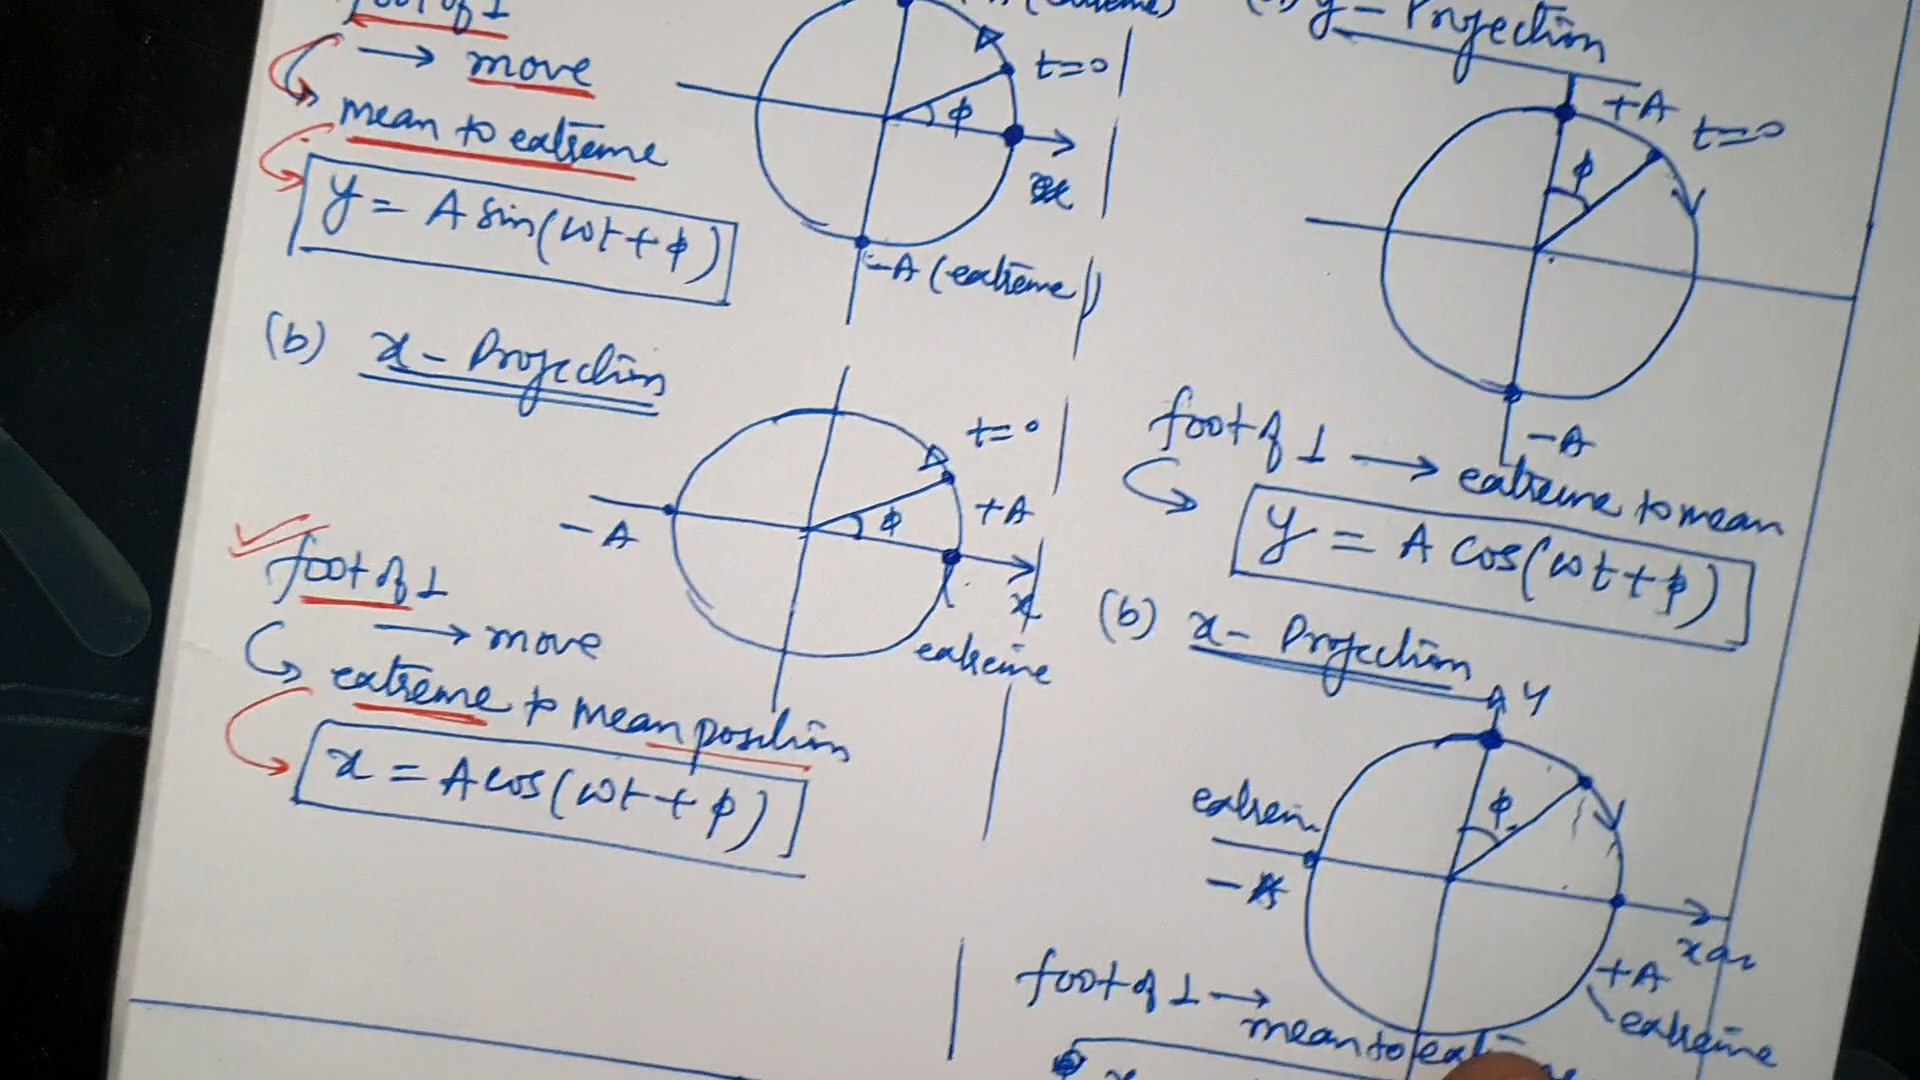 foot of ⊥
→ move
mean to extreme
y = A sin(ωt + φ)
t=0
φ
x
-A (extreme)
(b) x - Projection
t=0
+A
-A
φ
x
extreme
foot of ⊥
→ move
extreme to mean position
x = A cos(ωt + φ)
y - Projection
+A
t=0
φ
-A
foot of ⊥ → extreme to mean
y = A cos(ωt + φ)
(b) x - Projection
Y
φ
-A
+A
extreme
foot of ⊥ →
mean to